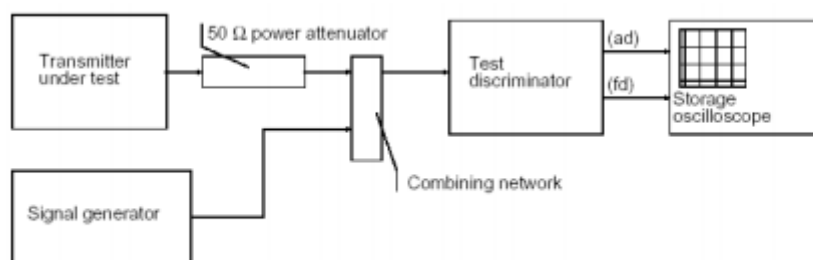 50 Ω power attenuator
Transmitter
under test
Test
discriminator
(ad)
(fd)
Storage
oscilloscope
Combining network
Signal generator